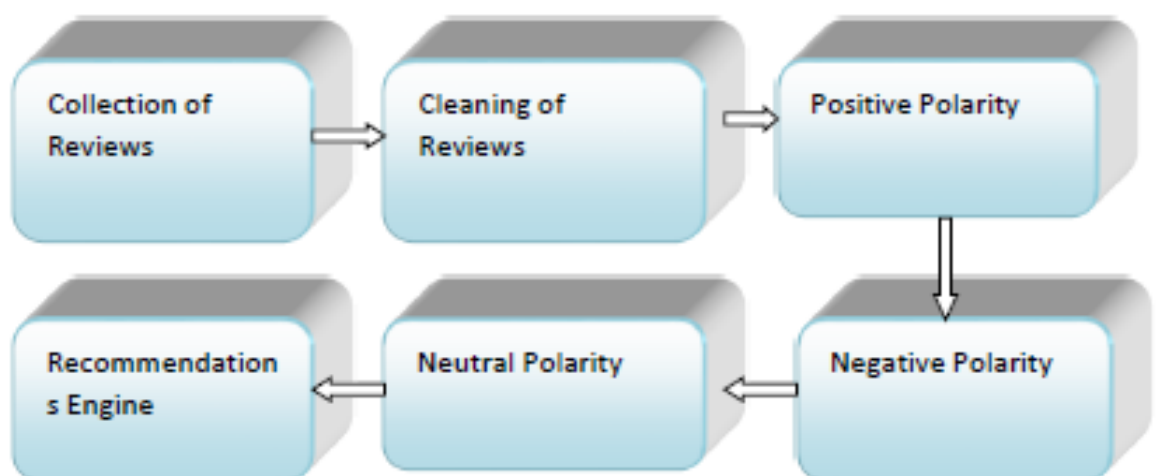 Collection of
Reviews
Cleaning of
Reviews
Positive Polarity
Negative Polarity
Neutral Polarity
Recommendation
s Engine